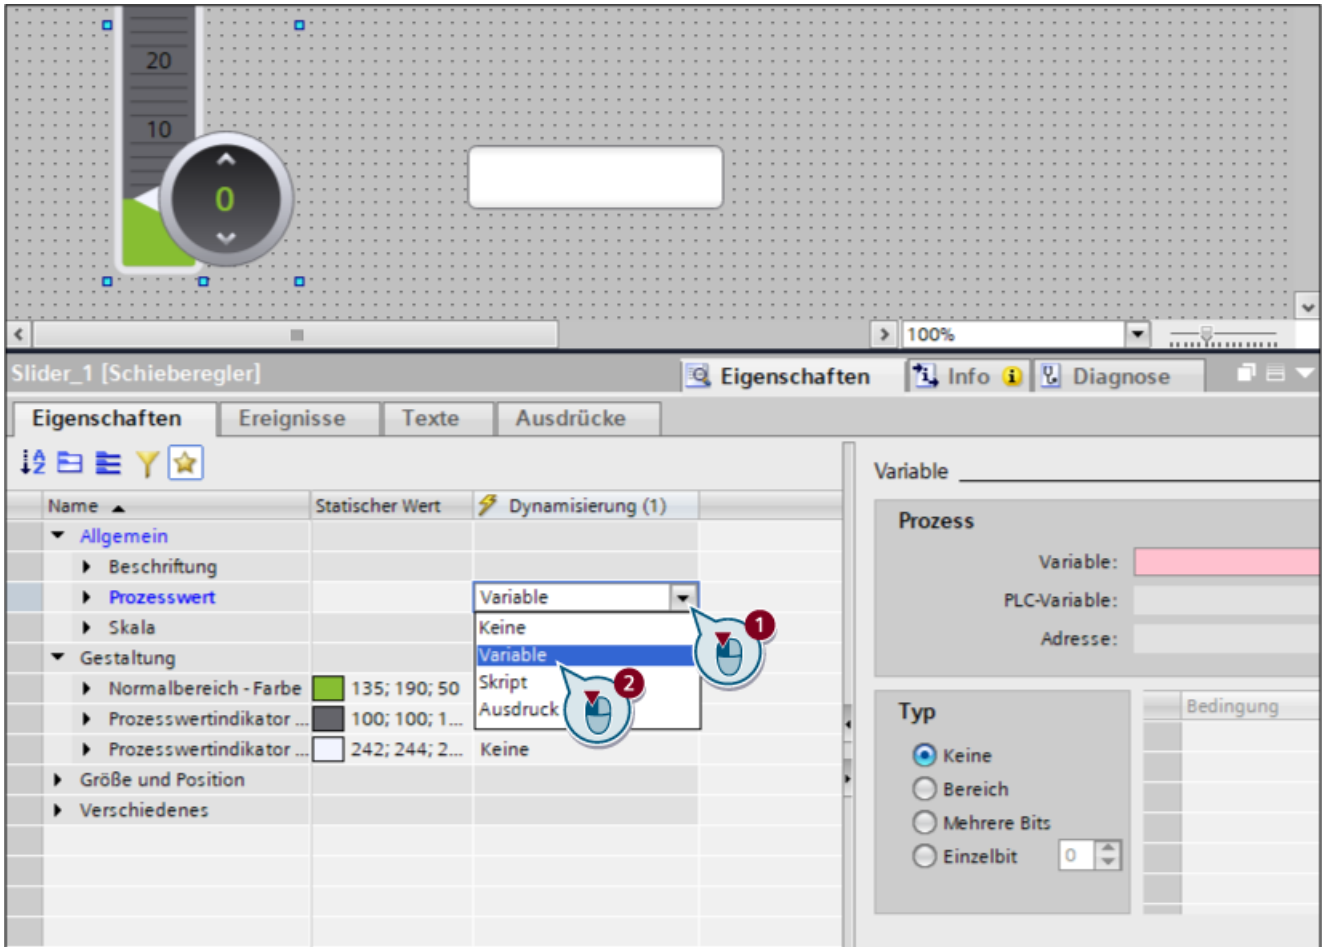 20
10
0
100%
Slider_1 [Schieberegler]
Eigenschaften
Info
Diagnose
Eigenschaften
Ereignisse
Texte
Ausdrücke
Variable
Name
Statischer Wert
Dynamisierung (1)
Allgemein
Beschriftung
Prozesswert
Variable
Skala
Keine
Gestaltung
Variable
Normalbereich - Farbe
135; 190; 50
Skript
Prozesswertindikator ...
100; 100; 1...
Ausdruck
Prozesswertindikator ...
242; 244; 2...
Keine
Größe und Position
Verschiedenes
1
2
Prozess
Variable:
PLC-Variable:
Adresse:
Typ
Keine
Bereich
Mehrere Bits
Einzelbit
0
Bedingung